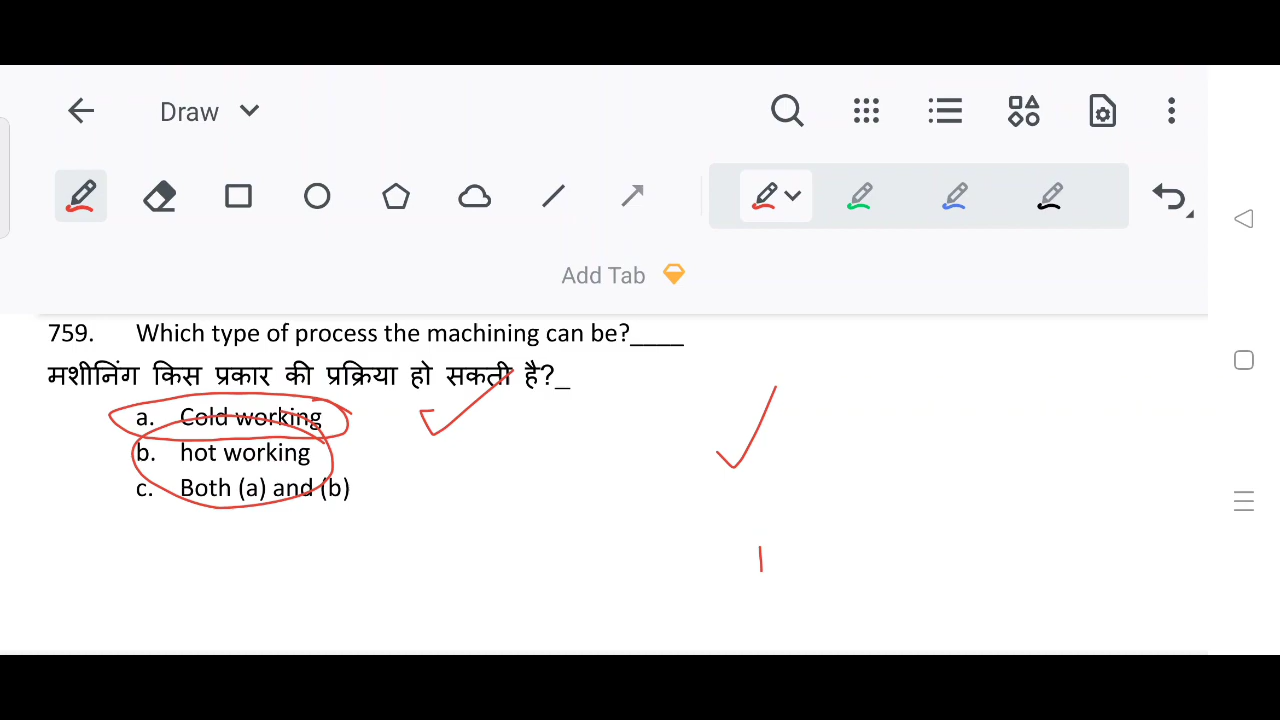 Draw
Add Tab
759. Which type of process the machining can be?____
मशीनिंग किस प्रकार की प्रक्रिया हो सकती है?_
a. Cold working
b. hot working
c. Both (a) and (b)